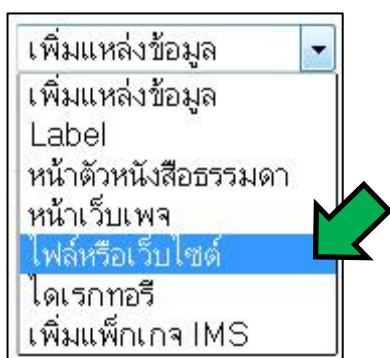 เพิ่มแหล่งข้อมูล
เพิ่มแหล่งข้อมูล
Label
หน้าตัวหนังสือธรรมดา
หน้าเว็บเพจ
ไฟล์หรือเว็บไซต์
ไดเรกทอรี
เพิ่มแพ็กเกจ IMS